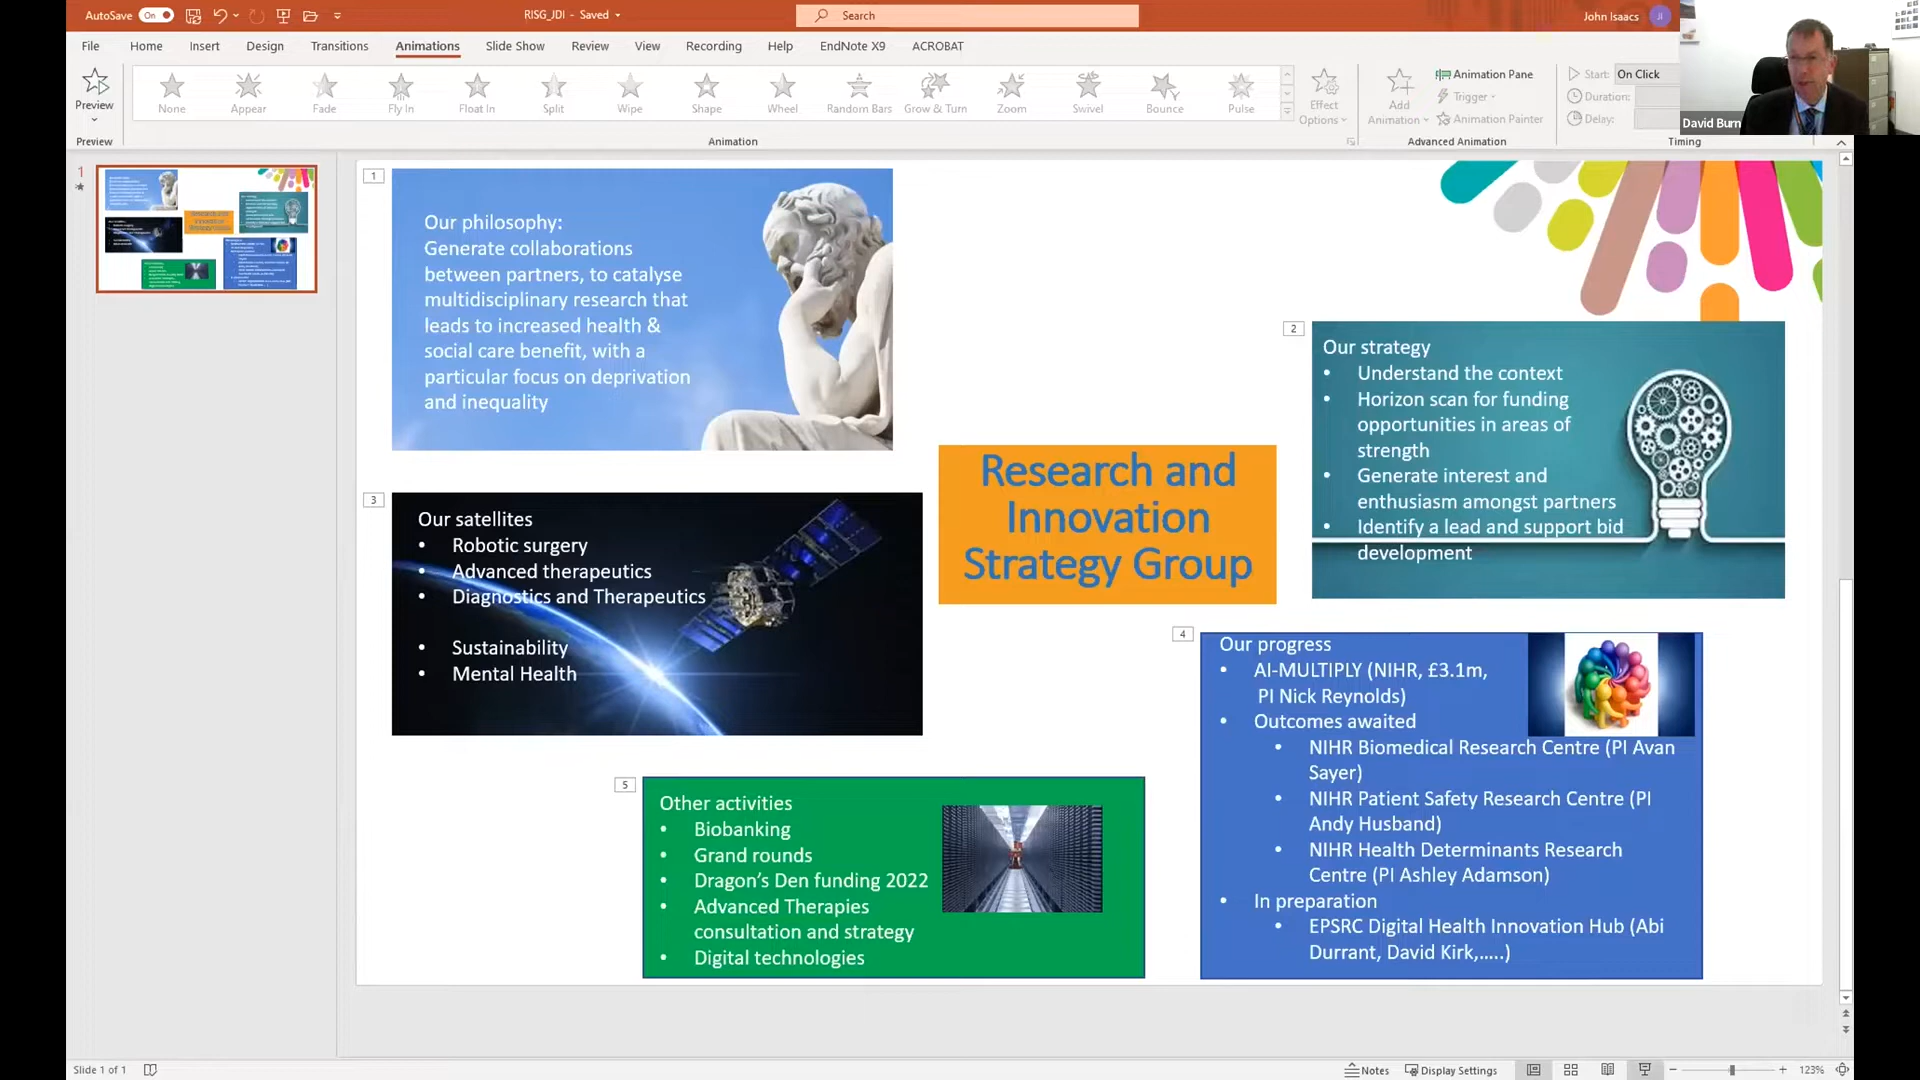 AutoSave On
RISG_JDI - Saved
Search
John Isaacs
JI
File Home Insert Design Transitions Animations Slide Show Review View Recording Help EndNote X9 ACROBAT
Preview
None Appear Fade Fly In Float In Split Wipe Shape Wheel Random Bars Grow & Turn Zoom Swivel Bounce Pulse
Effect Options
Add Animation
Animation Pane
Trigger
Animation Painter
Start: On Click
Duration:
Delay:
Preview Animation Advanced Animation Timing
David Burn
1
1
Our philosophy:
Generate collaborations
between partners, to catalyse
multidisciplinary research that
leads to increased health &
social care benefit, with a
particular focus on deprivation
and inequality
2
Our strategy
• Understand the context
• Horizon scan for funding
opportunities in areas of
strength
• Generate interest and
enthusiasm amongst partners
• Identify a lead and support bid
development
Research and
Innovation
Strategy Group
3
Our satellites
• Robotic surgery
• Advanced therapeutics
• Diagnostics and Therapeutics
• Sustainability
• Mental Health
4
Our progress
• AI-MULTIPLY (NIHR, £3.1m,
PI Nick Reynolds)
• Outcomes awaited
• NIHR Biomedical Research Centre (PI Avan
Sayer)
• NIHR Patient Safety Research Centre (PI
Andy Husband)
• NIHR Health Determinants Research
Centre (PI Ashley Adamson)
• In preparation
• EPSRC Digital Health Innovation Hub (Abi
Durrant, David Kirk,…..)
5
Other activities
• Biobanking
• Grand rounds
• Dragon’s Den funding 2022
• Advanced Therapies
consultation and strategy
• Digital technologies
Slide 1 of 1
Notes
Display Settings
123%